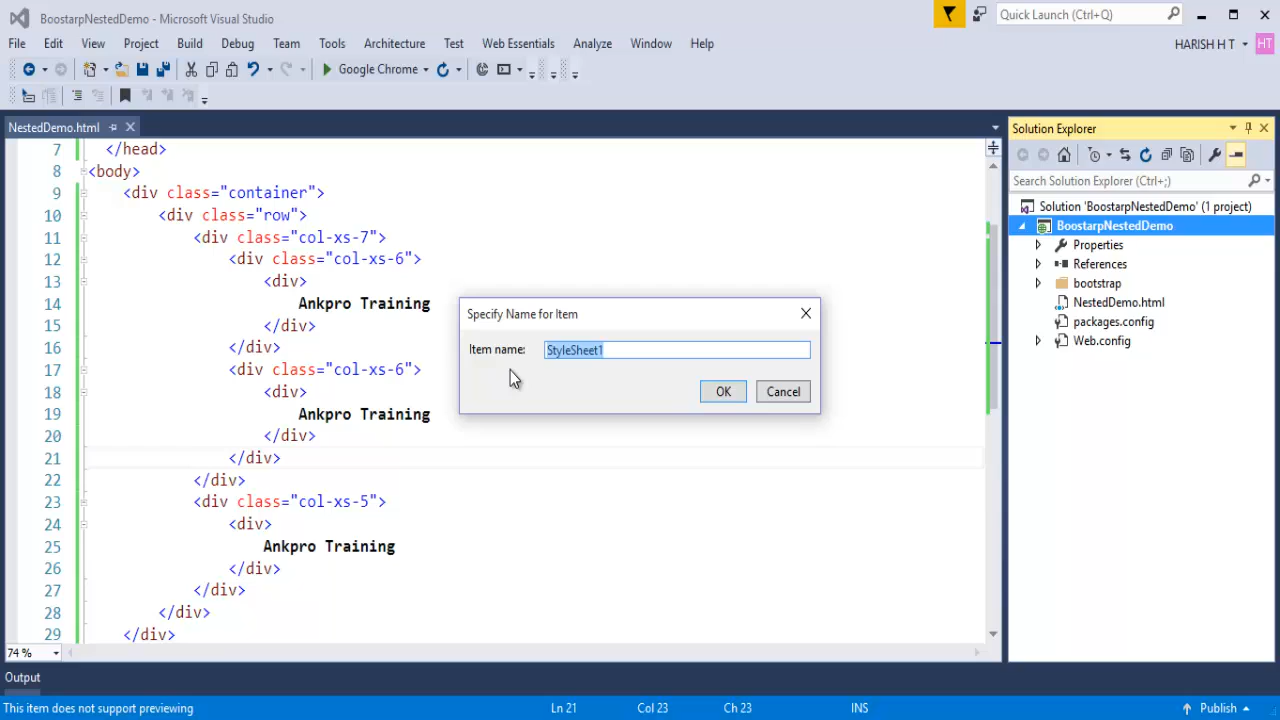 BoostarpNestedDemo - Microsoft Visual Studio
Quick Launch (Ctrl+Q)
File Edit View Project Build Debug Team Tools Architecture Test Web Essentials Analyze Window Help
HARISH H T HT
Google Chrome
NestedDemo.html
7 </head>
8 <body>
9 <div class="container">
10 <div class="row">
11 <div class="col-xs-7">
12 <div class="col-xs-6">
13 <div>
14 Ankpro Training
15 </div>
16 </div>
17 <div class="col-xs-6">
18 <div>
19 Ankpro Training
20 </div>
21 </div>
22 </div>
23 <div class="col-xs-5">
24 <div>
25 Ankpro Training
26 </div>
27 </div>
28 </div>
29 </div>
74 %
Specify Name for Item
Item name: StyleSheet1
OK Cancel
Solution Explorer
Search Solution Explorer (Ctrl+;)
Solution 'BoostarpNestedDemo' (1 project)
BoostarpNestedDemo
Properties
References
bootstrap
NestedDemo.html
packages.config
Web.config
Output
This item does not support previewing Ln 21 Col 23 Ch 23 INS Publish